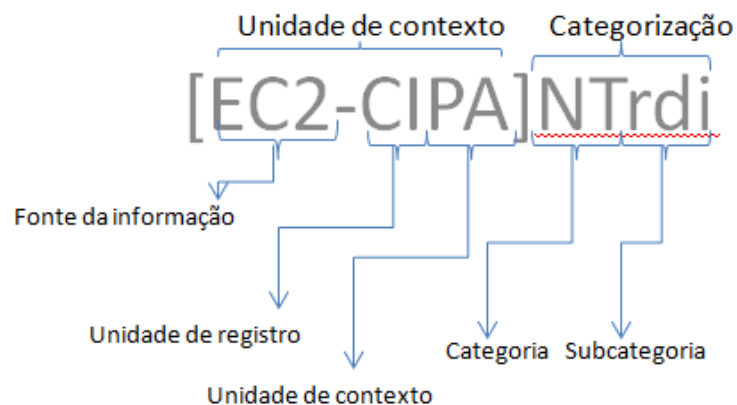 Unidade de contexto Categorização
[EC2-CIPA]NTrdi
Fonte da informação
Unidade de registro
Categoria Subcategoria
Unidade de contexto